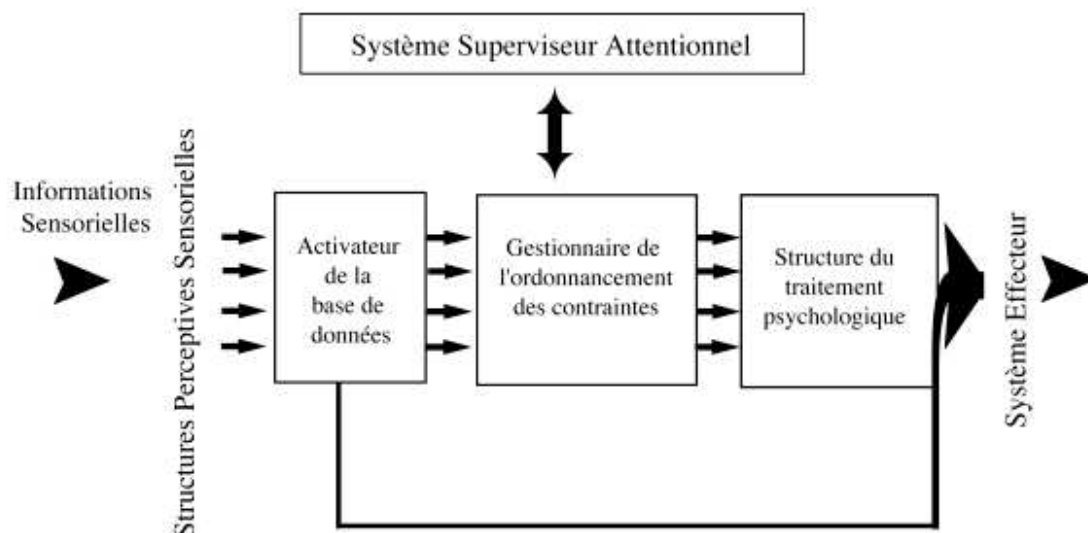 Système Superviseur Attentionnel
Informations
Sensorielles
Structures Perceptives Sensorielles
Activateur
de la
base de
données
Gestionnaire de
l'ordonnancement
des contraintes
Structure du
traitement
psychologique
Système Effecteur